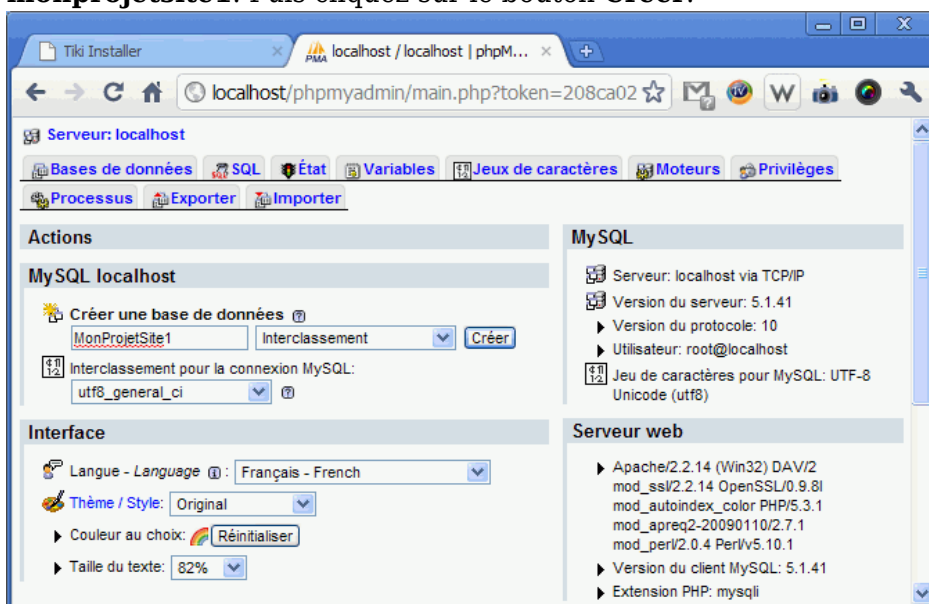 monprojetsite1. Puis cliquez sur le bouton Créer.
Tiki Installer
localhost / localhost | phpM...
localhost/phpmyadmin/main.php?token=208ca02
Serveur: localhost
Bases de données SQL État Variables Jeux de caractères Moteurs Privilèges
Processus Exporter Importer
Actions
MySQL localhost
Créer une base de données
MonProjetSite1 Interclassement Créer
Interclassement pour la connexion MySQL:
utf8_general_ci
Interface
Langue - Language : Français - French
Thème / Style: Original
Couleur au choix: Réinitialiser
Taille du texte: 82%
MySQL
Serveur: localhost via TCP/IP
Version du serveur: 5.1.41
Version du protocole: 10
Utilisateur: root@localhost
Jeu de caractères pour MySQL: UTF-8
Unicode (utf8)
Serveur web
Apache/2.2.14 (Win32) DAV/2
mod_ssl/2.2.14 OpenSSL/0.9.8l
mod_autoindex_color PHP/5.3.1
mod_apreq2-20090110/2.7.1
mod_perl/2.0.4 Perl/v5.10.1
Version du client MySQL: 5.1.41
Extension PHP: mysqli